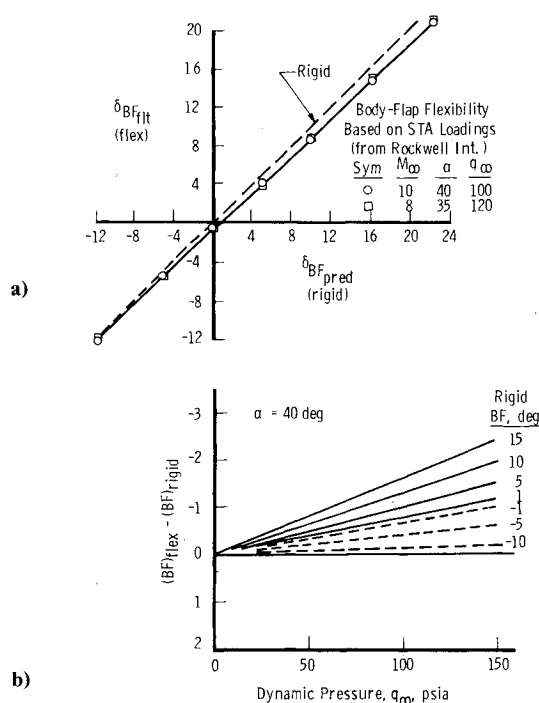 20
16
12
8
4
δBFflt
(flex)
Rigid
Body-Flap Flexibility
Based on STA Loadings
(from Rockwell Int.)
Sym M∞ α q∞
○ 10 40 100
□ 8 35 120
-12 -8 -4 0 4 8 12 16 20 24
-4
-8
-12
δBFpred
(rigid)
a)
α = 40 deg
Rigid
BF, deg
15
10
5
1
-1
-5
-10
-3
-2
-1
0
1
2
(BF)flex - (BF)rigid
0 50 100 150
Dynamic Pressure, q∞, psia
b)